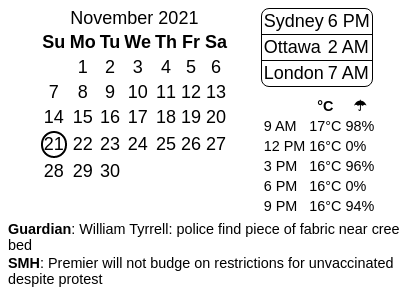 November 2021
Su Mo Tu We Th Fr Sa
1 2 3 4 5 6
7 8 9 10 11 12 13
14 15 16 17 18 19 20
21 22 23 24 25 26 27
28 29 30
Sydney 6 PM
Ottawa 2 AM
London 7 AM
°C ☂
9 AM 17°C 98%
12 PM 16°C 0%
3 PM 16°C 96%
6 PM 16°C 0%
9 PM 16°C 94%
Guardian: William Tyrrell: police find piece of fabric near cree
bed
SMH: Premier will not budge on restrictions for unvaccinated
despite protest